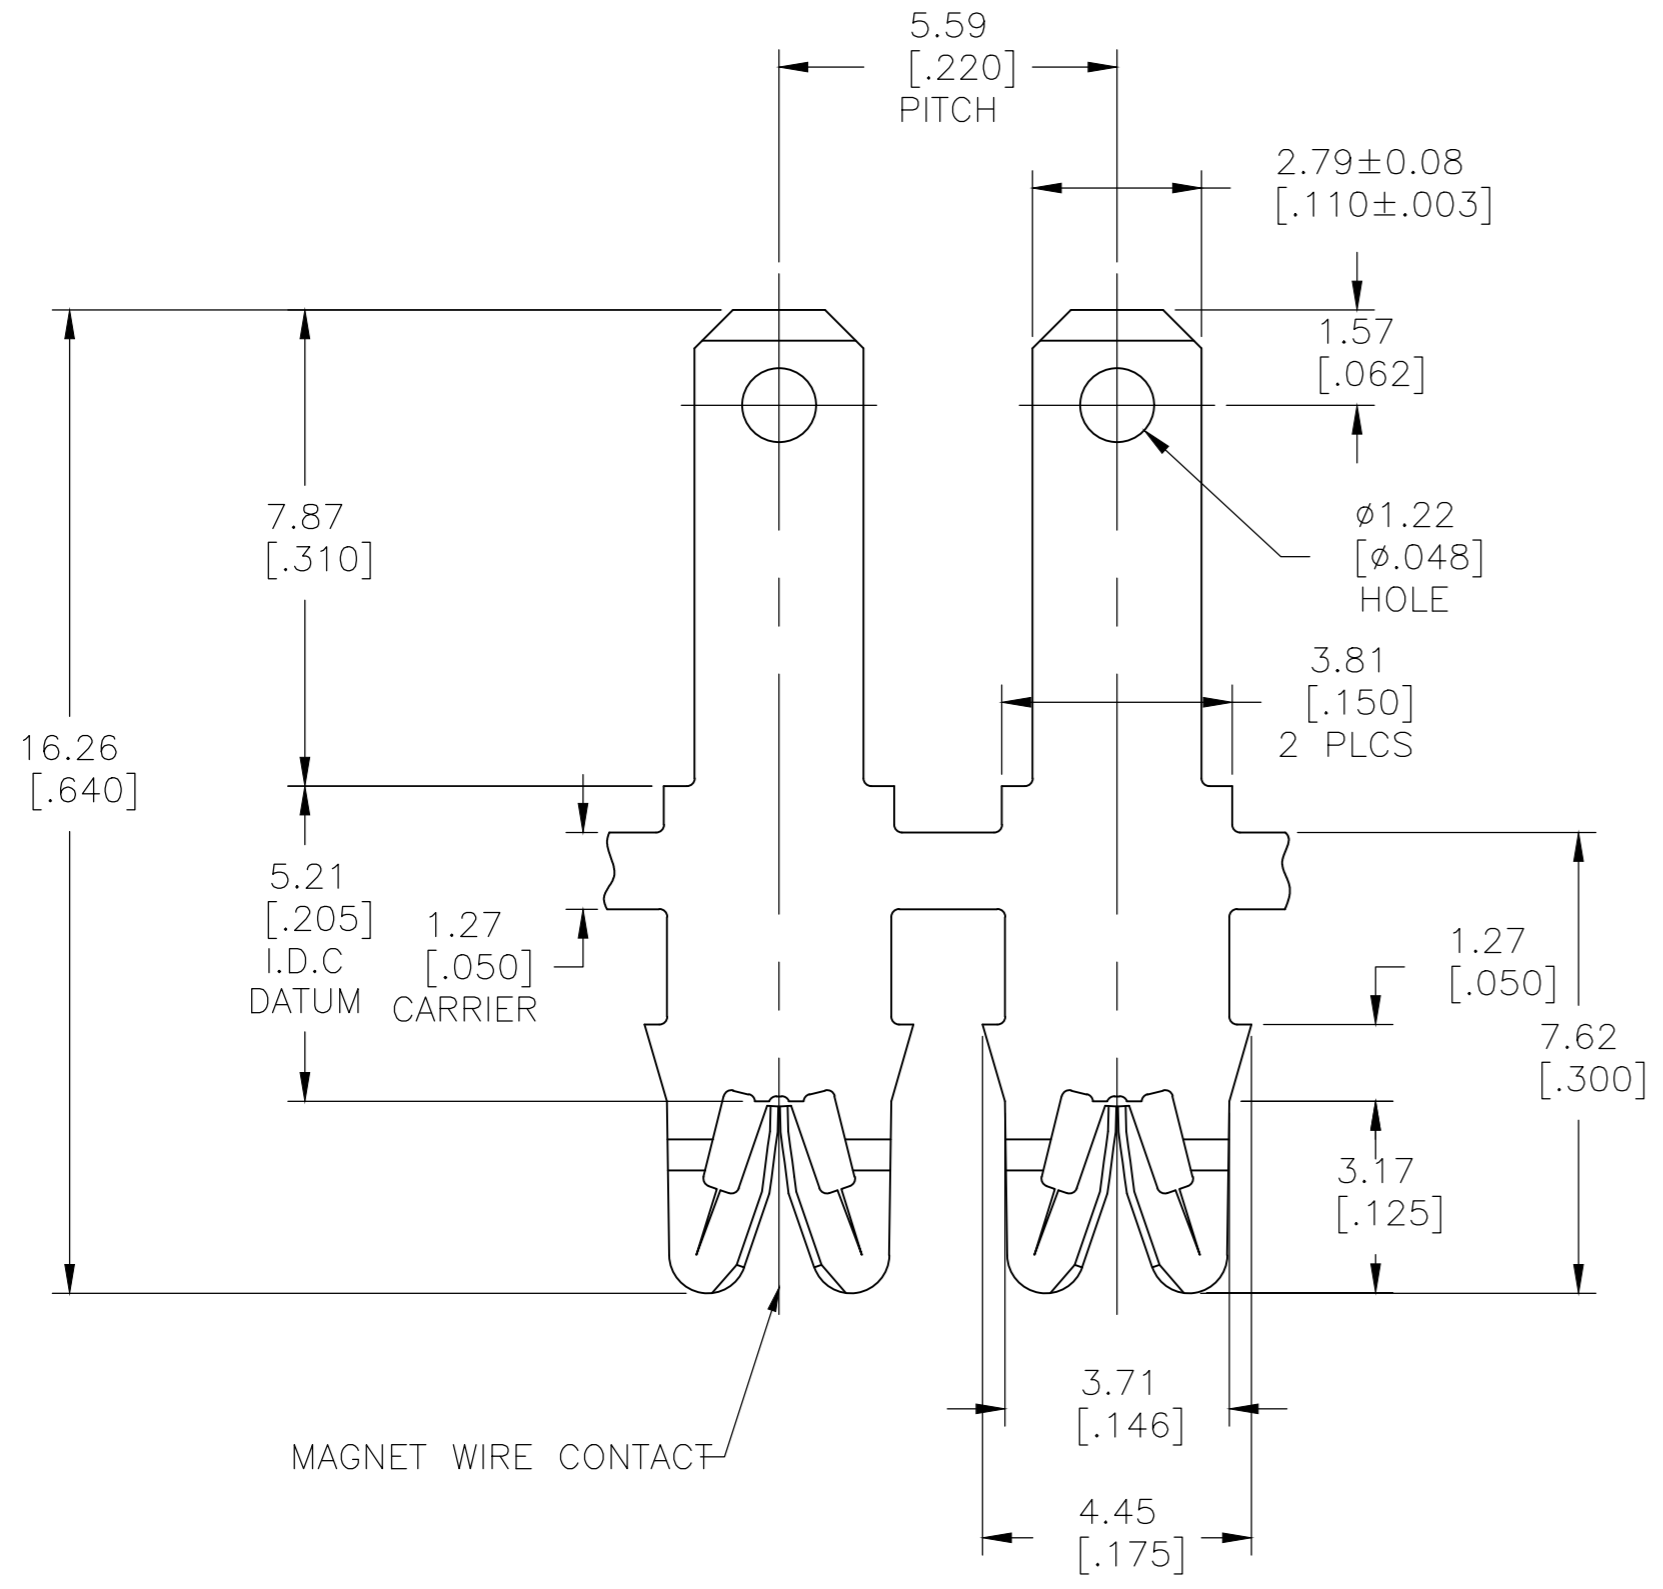 5.59
[.220]
PITCH
2.79±0.08
[.110±.003]
1.57
[.062]
7.87
[.310]
ø1.22
[ø.048]
HOLE
3.81
[.150]
2 PLCS
16.26
[.640]
5.21
[.205]
I.D.C
DATUM
1.27
[.050]
CARRIER
1.27
[.050]
7.62
[.300]
3.17
[.125]
3.71
[.146]
MAGNET WIRE CONTACT
4.45
[.175]